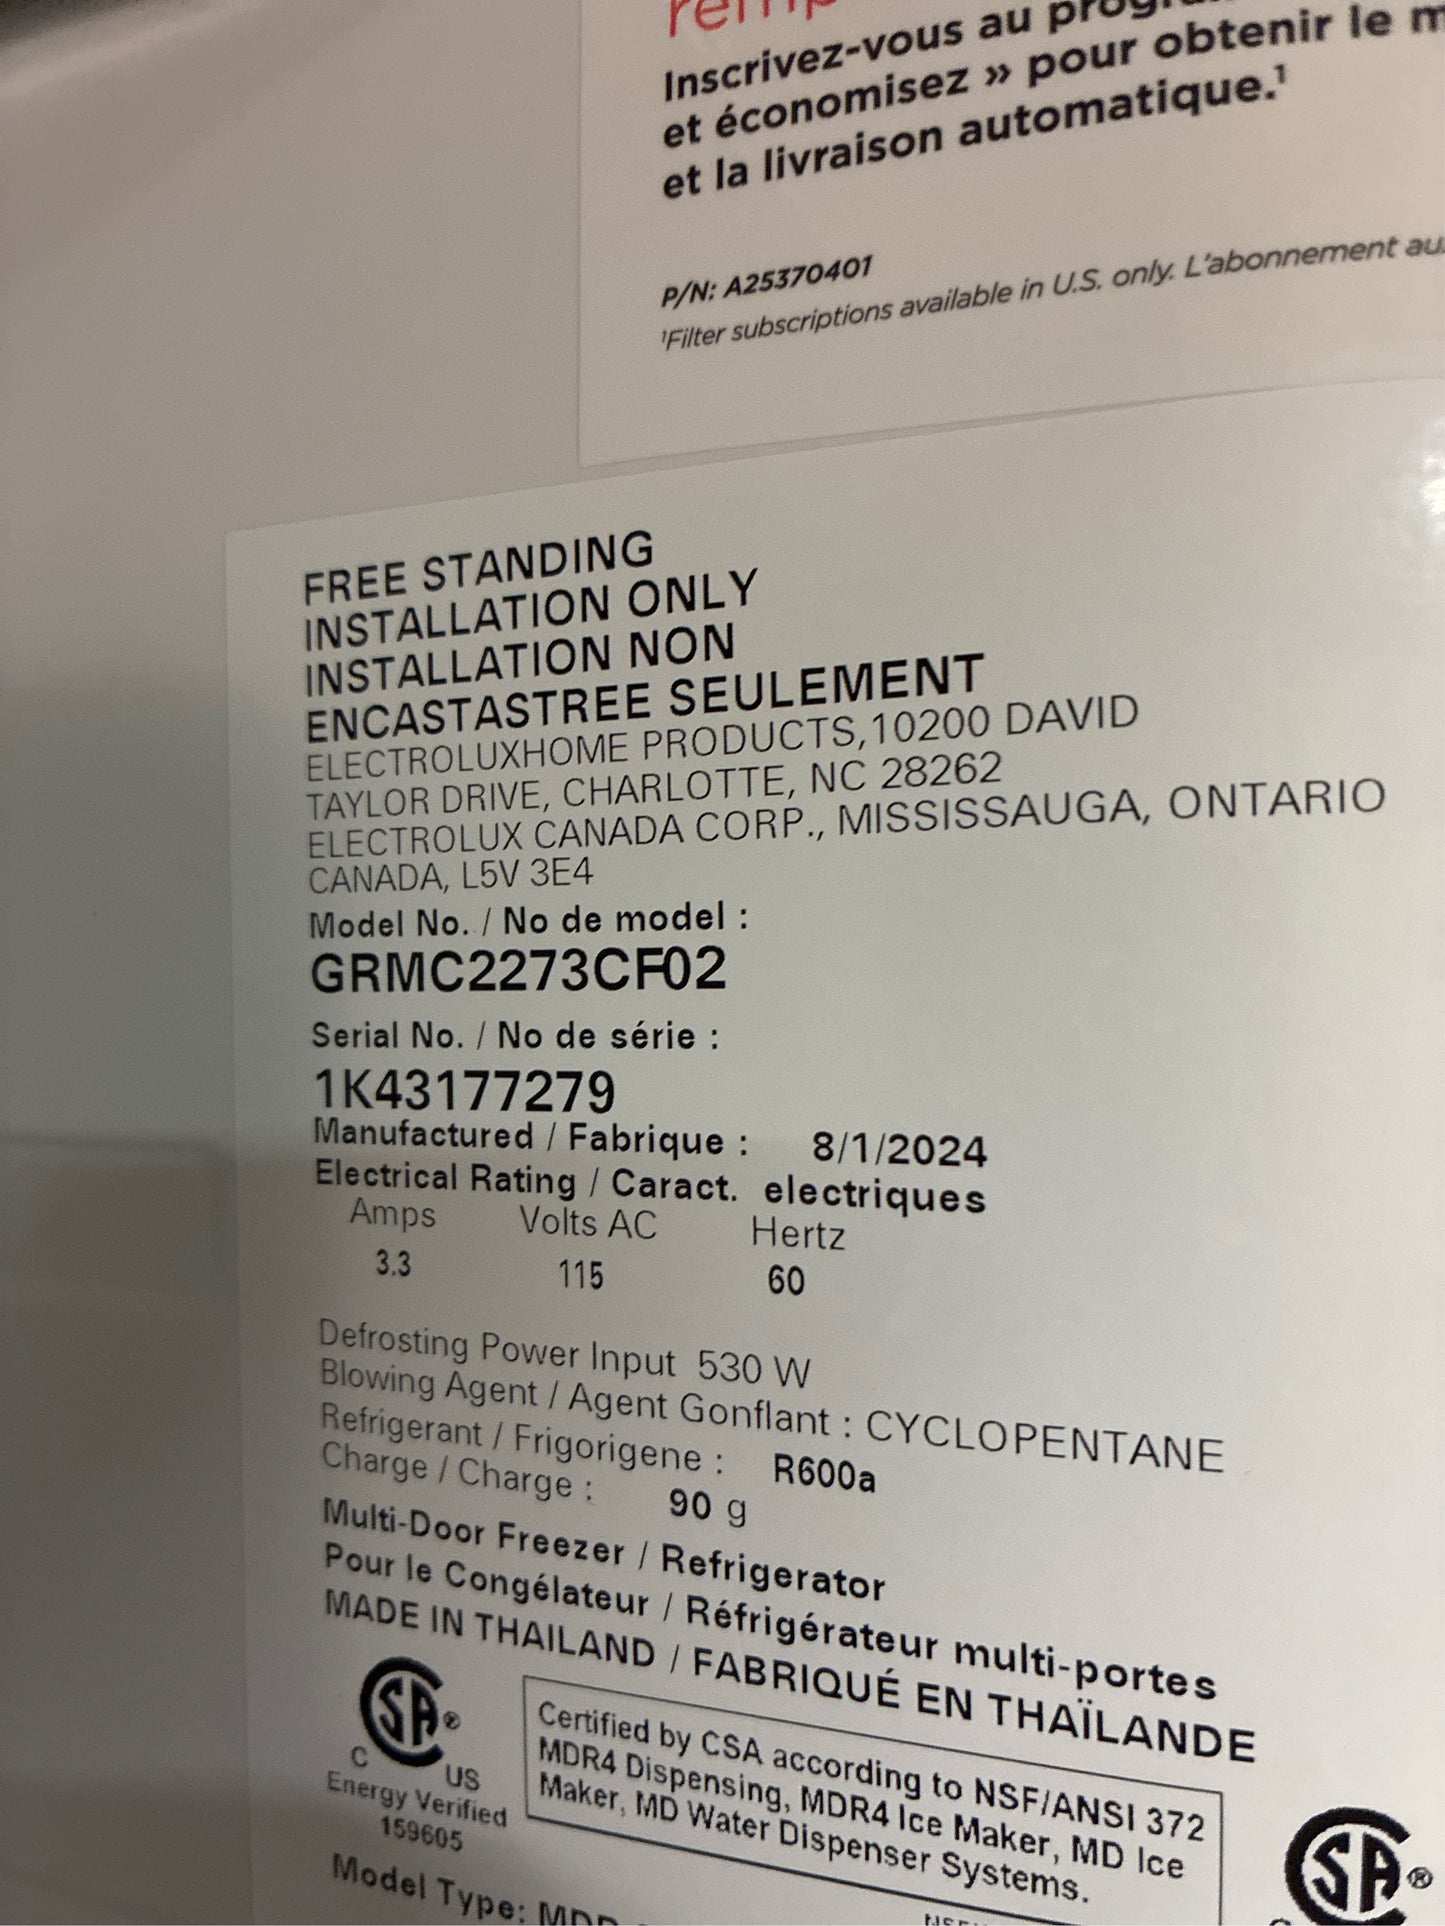 Inscrivez-vous au
et économisez » pour obtenir le
et la livraison automatique.¹
P/N: A25370401
¹Filter subscriptions available in U.S. only. L'abonnement
FREE STANDING
INSTALLATION ONLY
INSTALLATION NON
ENCASTASTREE SEULEMENT
ELECTROLUXHOME PRODUCTS,10200 DAVID
TAYLOR DRIVE, CHARLOTTE, NC 28262
ELECTROLUX CANADA CORP., MISSISSAUGA, ONTARIO
CANADA, L5V 3E4
Model No. / No de model :
GRMC2273CF02
Serial No. / No de série :
1K43177279
Manufactured / Fabrique : 8/1/2024
Electrical Rating / Caract. electriques
Amps Volts AC Hertz
3.3 115 60
Defrosting Power Input 530 W
Blowing Agent / Agent Gonflant : CYCLOPENTANE
Refrigerant / Frigorigene : R600a
Charge / Charge : 90 g
Multi-Door Freezer / Refrigerator
Pour le Congélateur / Réfrigérateur multi-portes
MADE IN THAILAND / FABRIQUÉ EN THAÏLANDE
SA®
C US
Energy Verified
159605
Certified by CSA according to NSF/ANSI 372
MDR4 Dispensing, MDR4 Ice Maker, MD Ice
Maker, MD Water Dispenser Systems.
SA®
Model Type: